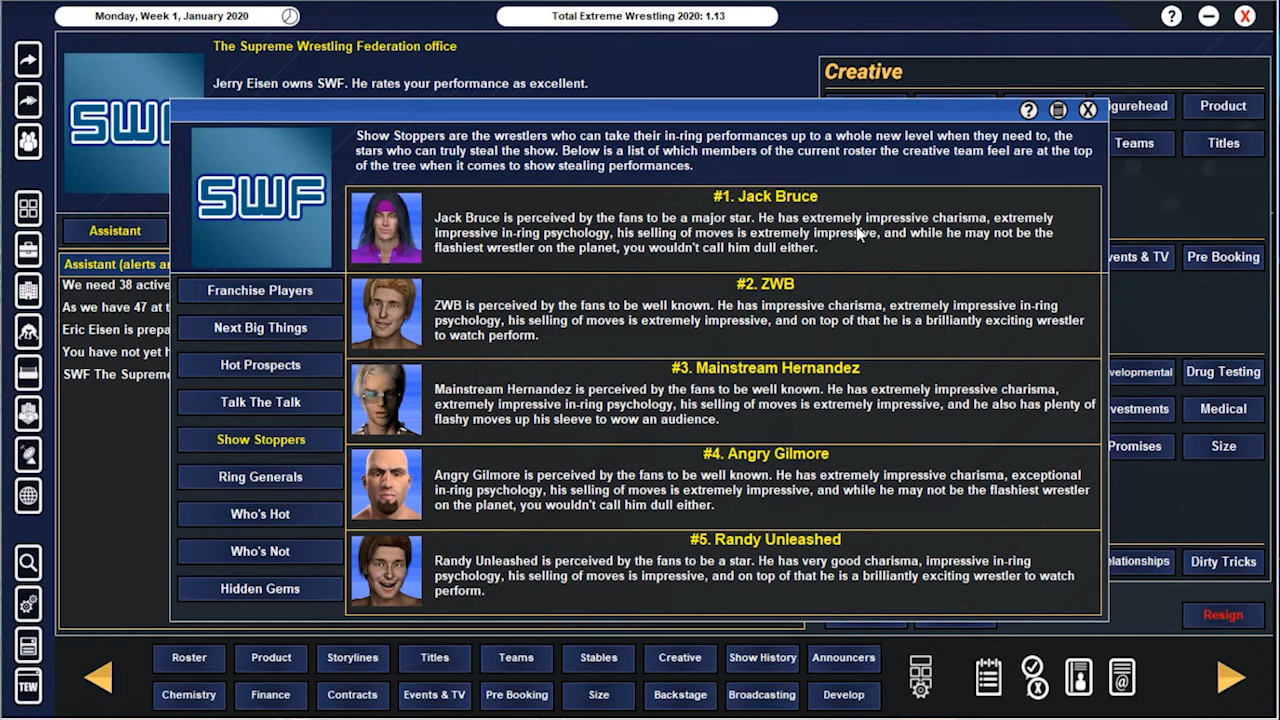 Monday, Week 1, January 2020
Total Extreme Wrestling 2020: 1.13
?
X
The Supreme Wrestling Federation office
SWF
Jerry Eisen owns SWF. He rates your performance as excellent.
Creative
Product
Teams
Titles
Pre Booking
Drug Testing
Medical
Size
Dirty Tricks
Resign
Assistant
We need 38 active
As we have 47 at
Eric Eisen is prepa
You have not yet
SWF The Supreme
?
X
SWF
Show Stoppers are the wrestlers who can take their in-ring performances up to a whole new level when they need to, the
stars who can truly steal the show. Below is a list of which members of the current roster the creative team feel are at the top
of the tree when it comes to show stealing performances.
Franchise Players
Next Big Things
Hot Prospects
Talk The Talk
Show Stoppers
Ring Generals
Who's Hot
Who's Not
Hidden Gems
#1. Jack Bruce
Jack Bruce is perceived by the fans to be a major star. He has extremely impressive charisma, extremely
impressive in-ring psychology, his selling of moves is extremely impressive, and while he may not be the
flashiest wrestler on the planet, you wouldn't call him dull either.
#2. ZWB
ZWB is perceived by the fans to be well known. He has impressive charisma, extremely impressive in-ring
psychology, his selling of moves is extremely impressive, and on top of that he is a brilliantly exciting wrestler
to watch perform.
#3. Mainstream Hernandez
Mainstream Hernandez is perceived by the fans to be well known. He has extremely impressive charisma,
extremely impressive in-ring psychology, his selling of moves is extremely impressive, and he also has plenty of
flashy moves up his sleeve to wow an audience.
#4. Angry Gilmore
Angry Gilmore is perceived by the fans to be well known. He has extremely impressive charisma, exceptional
in-ring psychology, his selling of moves is extremely impressive, and while he may not be the flashiest wrestler
on the planet, you wouldn't call him dull either.
#5. Randy Unleashed
Randy Unleashed is perceived by the fans to be a star. He has very good charisma, impressive in-ring
psychology, his selling of moves is impressive, and on top of that he is a brilliantly exciting wrestler to watch
perform.
TEW
Roster
Product
Storylines
Titles
Teams
Stables
Creative
Show History
Announcers
Chemistry
Finance
Contracts
Events & TV
Pre Booking
Size
Backstage
Broadcasting
Develop